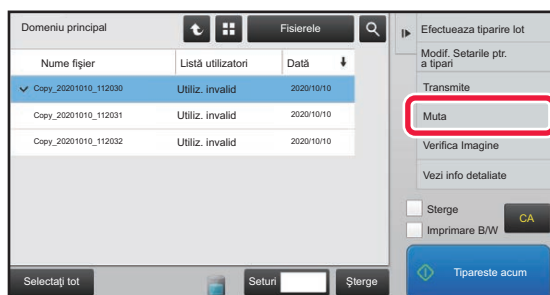 Domeniu principal
Fisierele
Nume fişier
Listă utilizatori
Dată
Copy_20201010_112030
Utiliz. invalid
2020/10/10
Copy_20201010_112031
Utiliz. invalid
2020/10/10
Copy_20201010_112032
Utiliz. invalid
2020/10/10
Selectaţi tot
Seturi
Şterge
Efectueaza tiparire lot
Modif. Setarile ptr.
a tipari
Transmite
Muta
Verifica Imagine
Vezi info detaliate
Sterge
Imprimare B/W
CA
Tipareste acum